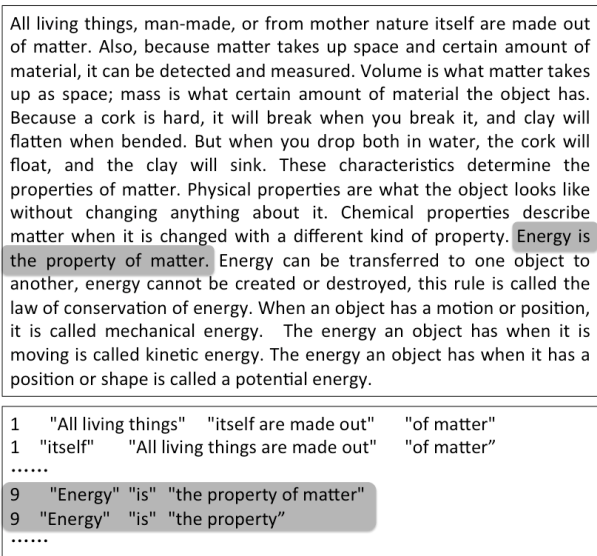 All living things, man-made, or from mother nature itself are made out
of matter. Also, because matter takes up space and certain amount of
material, it can be detected and measured. Volume is what matter takes
up as space; mass is what certain amount of material the object has.
Because a cork is hard, it will break when you break it, and clay will
flatten when bended. But when you drop both in water, the cork will
float, and the clay will sink. These characteristics determine the
properties of matter. Physical properties are what the object looks like
without changing anything about it. Chemical properties describe
matter when it is changed with a different kind of property. Energy is
the property of matter. Energy can be transferred to one object to
another, energy cannot be created or destroyed, this rule is called the
law of conservation of energy. When an object has a motion or position,
it is called mechanical energy. The energy an object has when it is
moving is called kinetic energy. The energy an object has when it has a
position or shape is called a potential energy.
1 "All living things" "itself are made out" "of matter"
1 "itself" "All living things are made out" "of matter”
......
9 "Energy" "is" "the property of matter"
9 "Energy" "is" "the property”
......